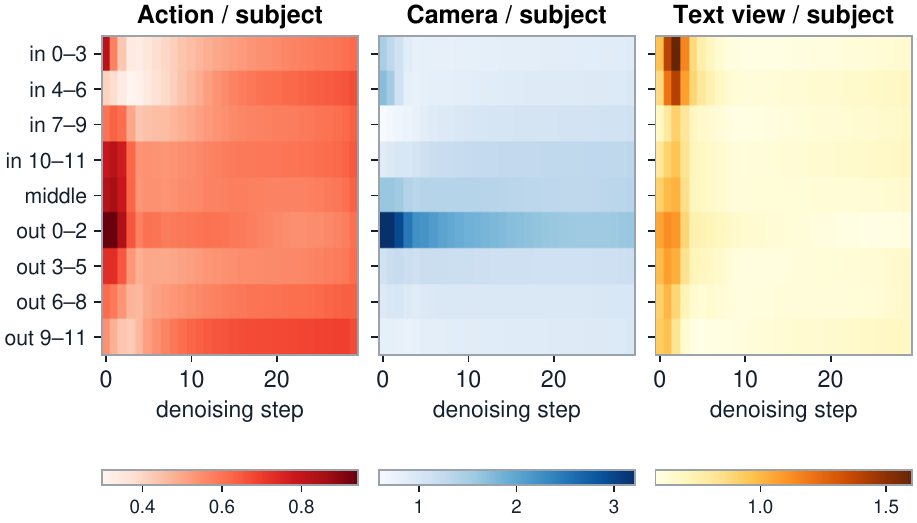 Action / subject
Camera / subject
Text view / subject
in 0–3
in 4–6
in 7–9
in 10–11
middle
out 0–2
out 3–5
out 6–8
out 9–11
0 10 20
0 10 20
0 10 20
denoising step
denoising step
denoising step
0.4 0.6 0.8
1 2 3
1.0 1.5